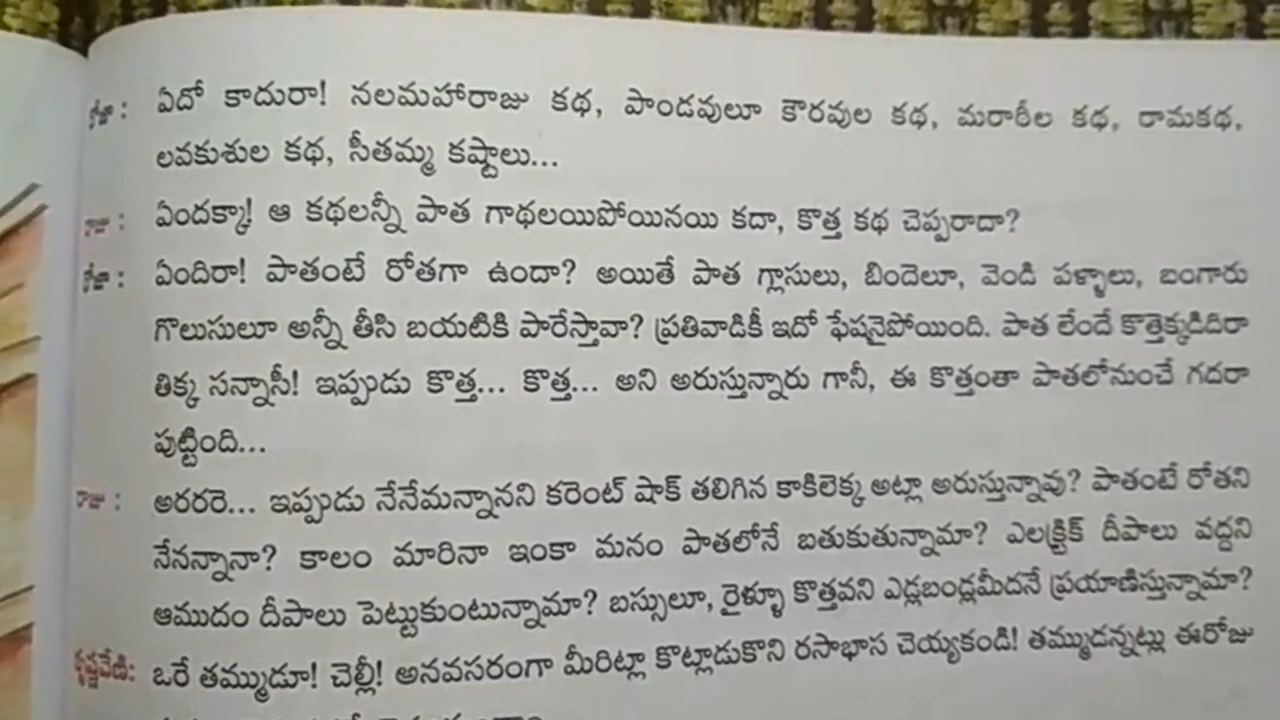 రోజా : ఏదో కాదురా! నలమహారాజు కథ, పాండవులూ కౌరవుల కథ, మరాఠీల కథ, రామకథ,
లవకుశుల కథ, సీతమ్మ కష్టాలు...
రాజు : ఏందక్కా! ఆ కథలన్నీ పాత గాథలయిపోయినయి కదా, కొత్త కథ చెప్పరాదా?
రోజా : ఏందిరా! పాతంటే రోతగా ఉందా? అయితే పాత గ్లాసులు, బిందెలూ, వెండి పళ్ళాలు, బంగారు
గొలుసులూ అన్నీ తీసి బయటికి పారేస్తావా? ప్రతివాడికీ ఇదో ఫేషనైపోయింది. పాత లేందే కొత్తెక్కడిదిరా
తిక్క సన్నాసీ! ఇప్పుడు కొత్త... కొత్త... అని అరుస్తున్నారు గానీ, ఈ కొత్తంతా పాతలోనుంచే గదరా
పుట్టింది...
రాజు : అరరరె... ఇప్పుడు నేనేమన్నానని కరెంట్ షాక్ తలిగిన కాకిలెక్క అట్లా అరుస్తున్నావు? పాతంటే రోతని
నేనన్నానా? కాలం మారినా ఇంకా మనం పాతలోనే బతుకుతున్నామా? ఎలక్ట్రిక్ దీపాలు వద్దని
ఆముదం దీపాలు పెట్టుకుంటున్నామా? బస్సులూ, రైళ్ళూ కొత్తవని ఎడ్లబండ్లమీదనే ప్రయాణిస్తున్నామా?
కృష్ణవేణి: ఒరే తమ్ముడూ! చెల్లీ! అనవసరంగా మీరిట్లా కొట్లాడుకొని రసాభాస చెయ్యకండి! తమ్ముడన్నట్లు ఈరోజు